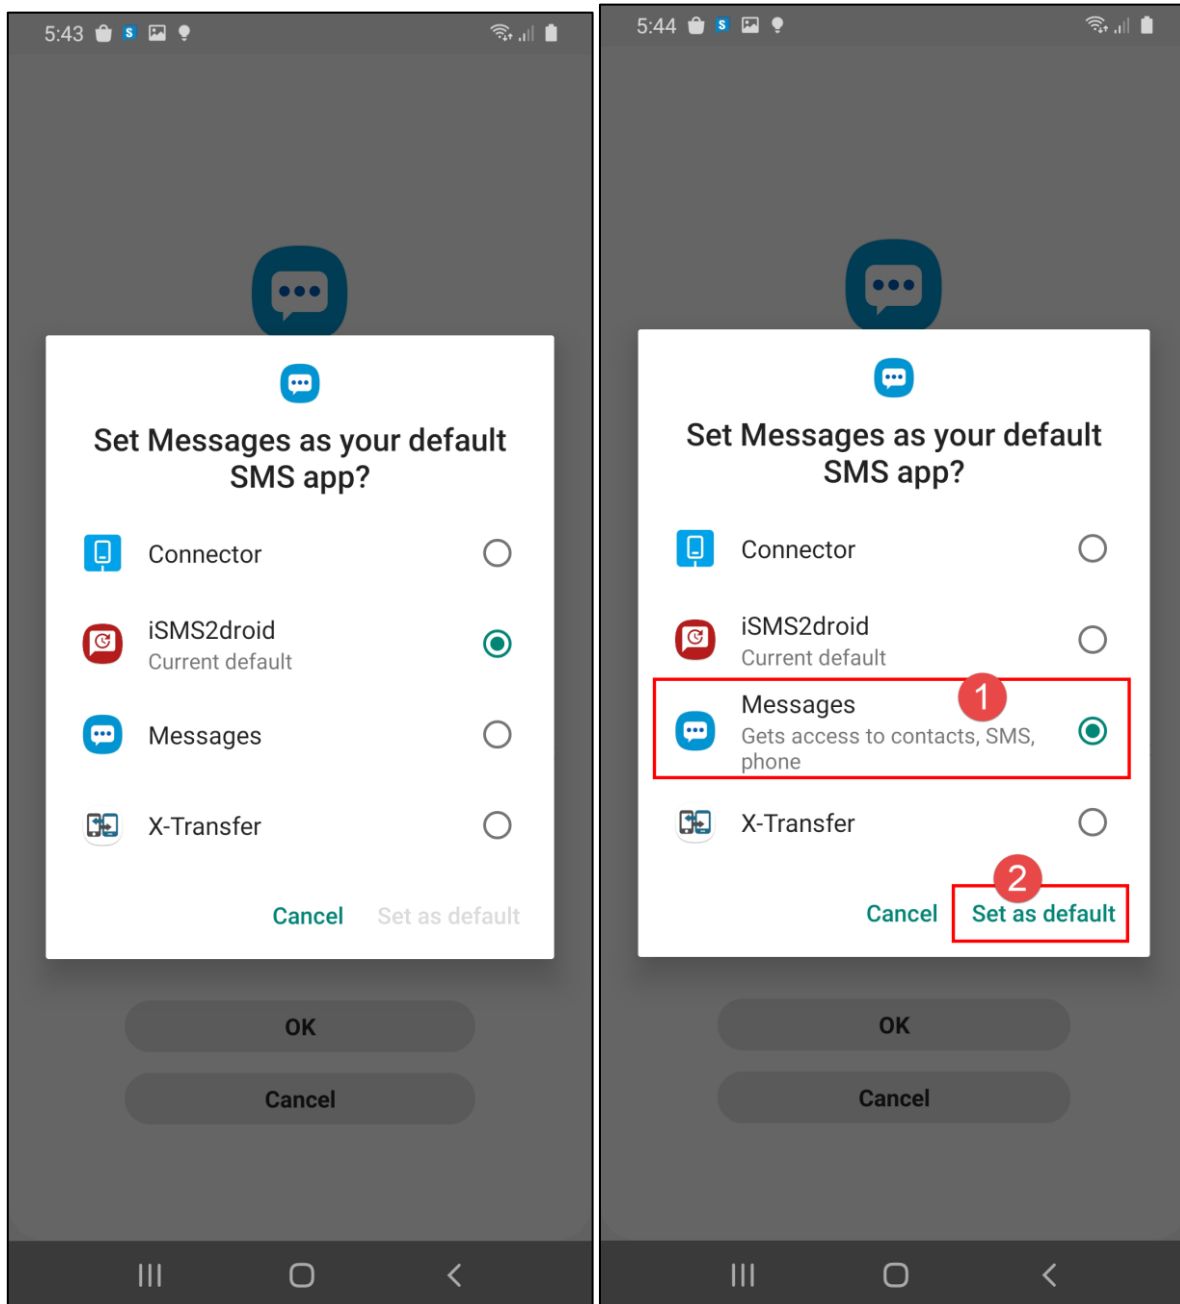 5:43
Set Messages as your default
SMS app?
Connector
iSMS2droid
Current default
Messages
X-Transfer
Cancel Set as default
OK
Cancel
5:44
Set Messages as your default
SMS app?
Connector
iSMS2droid
Current default
1
Messages
Gets access to contacts, SMS,
phone
X-Transfer
2
Cancel Set as default
OK
Cancel